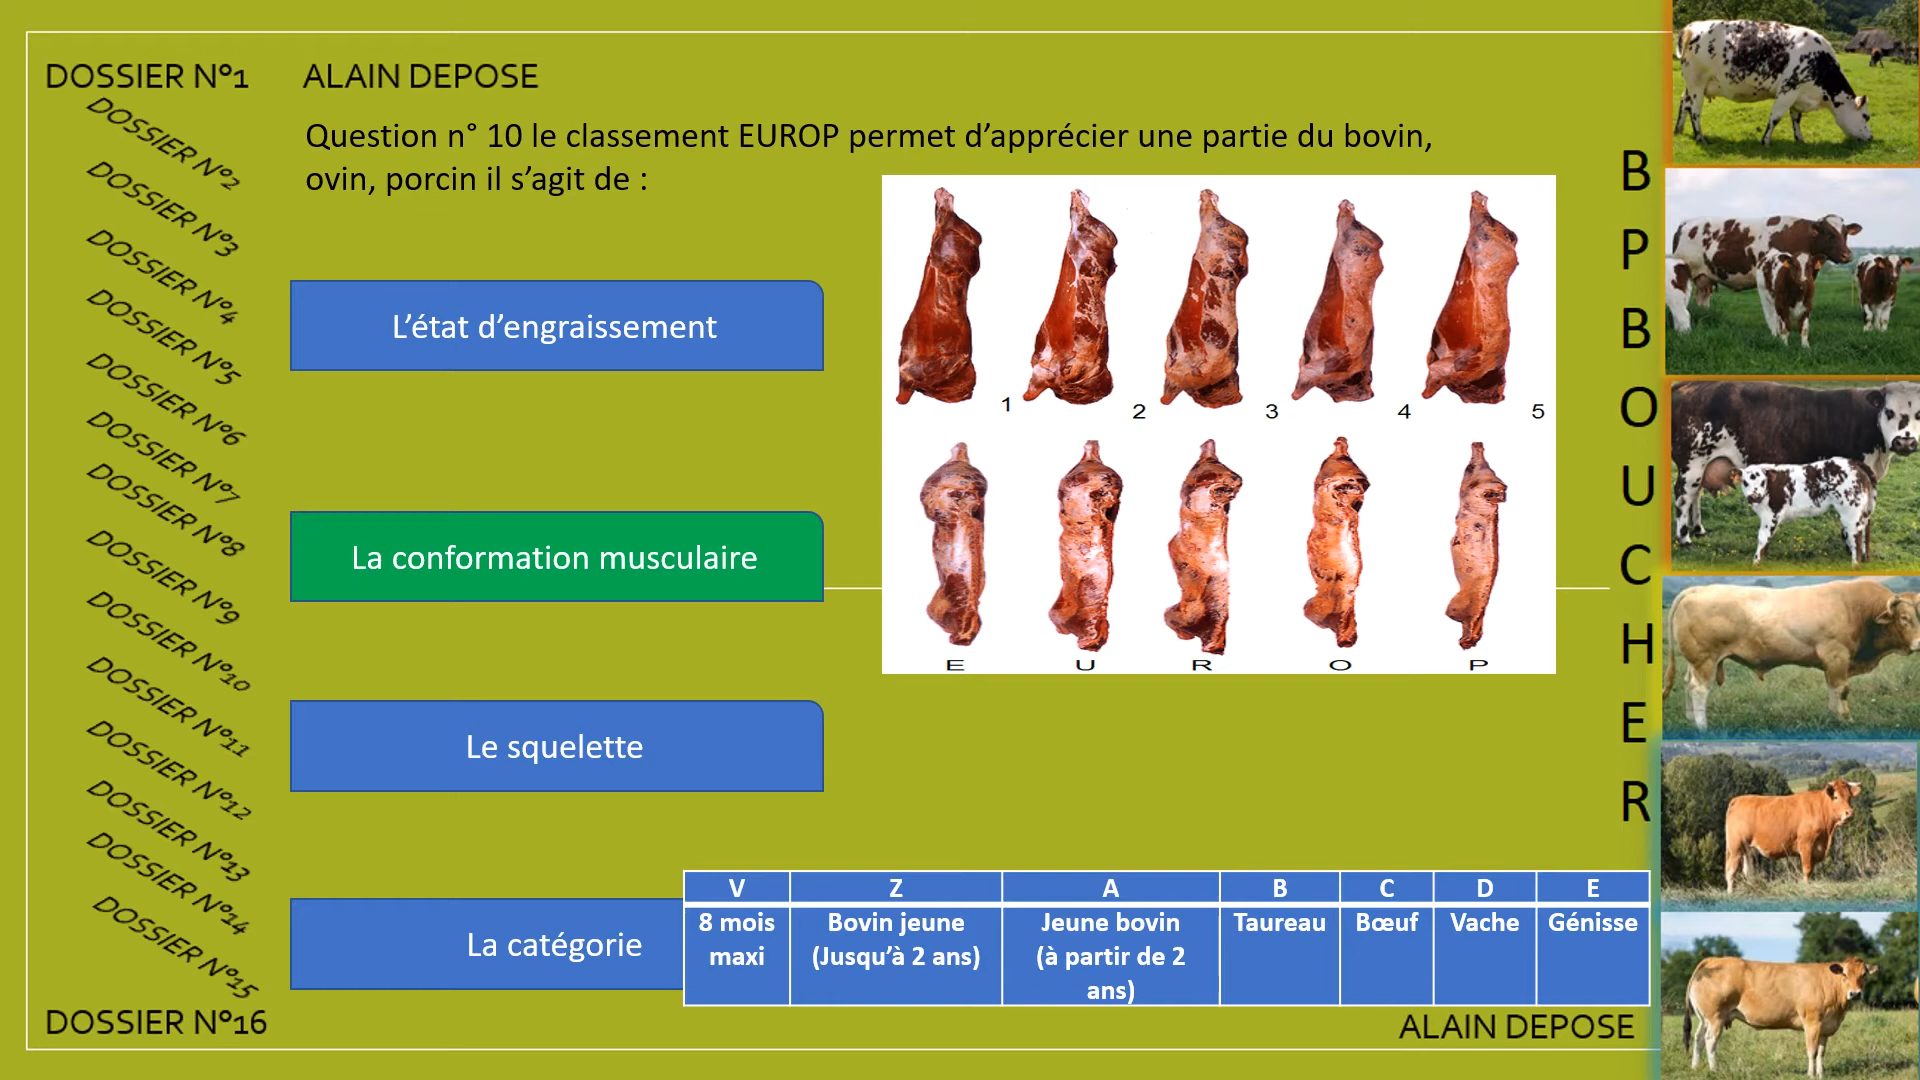 DOSSIER N°1
ALAIN DEPOSE
DOSSIER N°2
DOSSIER N°3
DOSSIER N°4
DOSSIER N°5
DOSSIER N°6
DOSSIER N°7
DOSSIER N°8
DOSSIER N°9
DOSSIER N°10
DOSSIER N°11
DOSSIER N°12
DOSSIER N°13
DOSSIER N°14
DOSSIER N°15
DOSSIER N°16
Question n° 10 le classement EUROP permet d’apprécier une partie du bovin,
ovin, porcin il s’agit de :
L’état d’engraissement
La conformation musculaire
Le squelette
La catégorie
1 2 3 4 5
E U R O P
V Z A B C D E
8 mois maxi
Bovin jeune (Jusqu’à 2 ans)
Jeune bovin (à partir de 2 ans)
Taureau
Bœuf
Vache
Génisse
B
P
B
O
U
C
H
E
R
ALAIN DEPOSE